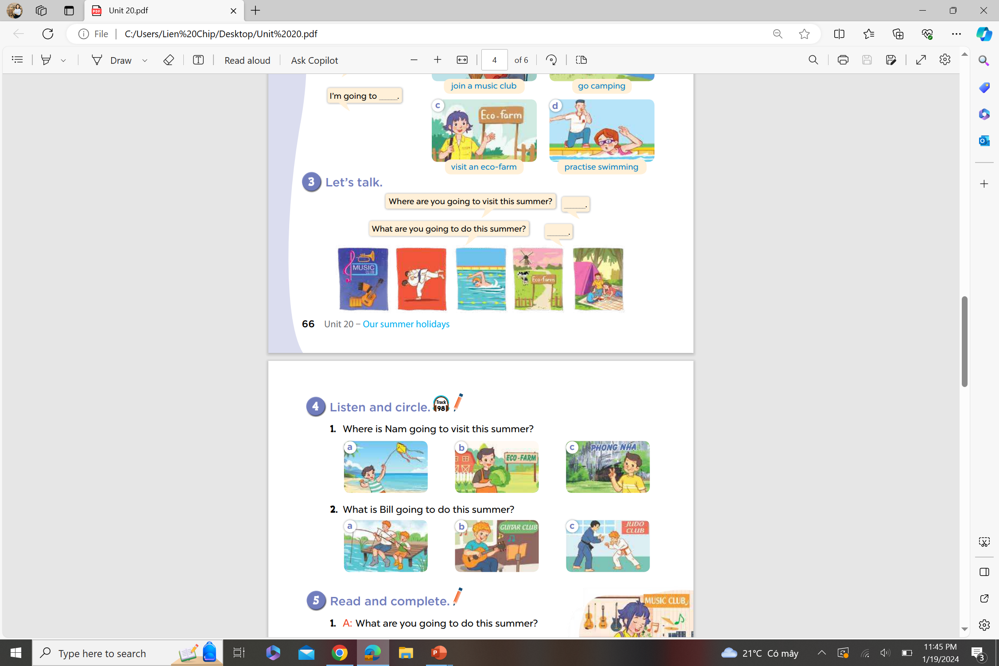 Unit 20.pdf
File
C:/Users/Lien%20Chip/Desktop/Unit%2020.pdf
Draw
Read aloud
Ask Copilot
4
of 6
join a music club
go camping
I'm going to _____.
c
Eco-farm
d
visit an eco-farm
practise swimming
3 Let's talk.
Where are you going to visit this summer?
______.
What are you going to do this summer?
______.
MUSIC
CLUB
Eco-farm
66 Unit 20 – Our summer holidays
4 Listen and circle.
Track
98
1. Where is Nam going to visit this summer?
a
b
ECO-FARM
c
PHONG NHA
2. What is Bill going to do this summer?
a
b
GUITAR CLUB
c
JUDO
CLUB
5 Read and complete.
MUSIC CLUB
1. A: What are you going to do this summer?
Type here to search
21°C Có mây
11:45 PM
1/19/2024
3